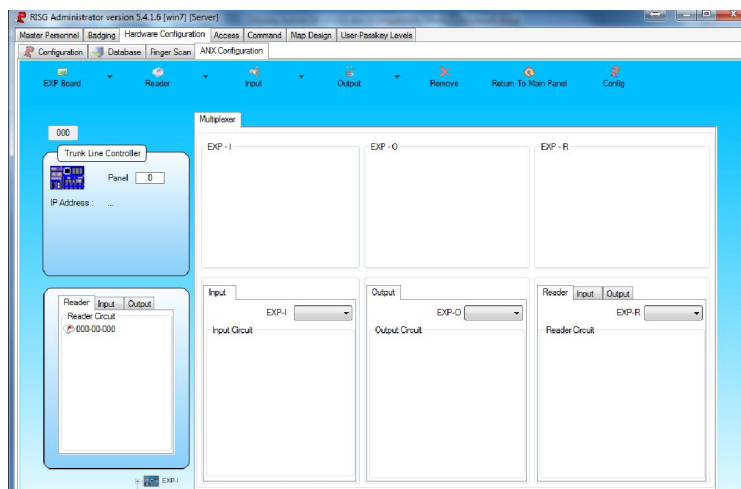 RISG Administrator version 5.4.1.6 [win7] [Server]
Master Personnel Badging Hardware Configuration Access Command Map Design User-Passkey Levels
Configuration Database Finger Scan ANX Configuration
EXP Board Reader Input Output Remove Return To Main Panel Config
Multiplexer
000
EXP - I EXP - O EXP - R
Trunk Line Controller
Panel 0
IP Address : ...
Input Output Reader Input Output
Reader Input Output
EXP-I EXP-O EXP-R
Reader Circuit
Input Circuit Output Circuit Reader Circuit
000-00-000
EXP-I